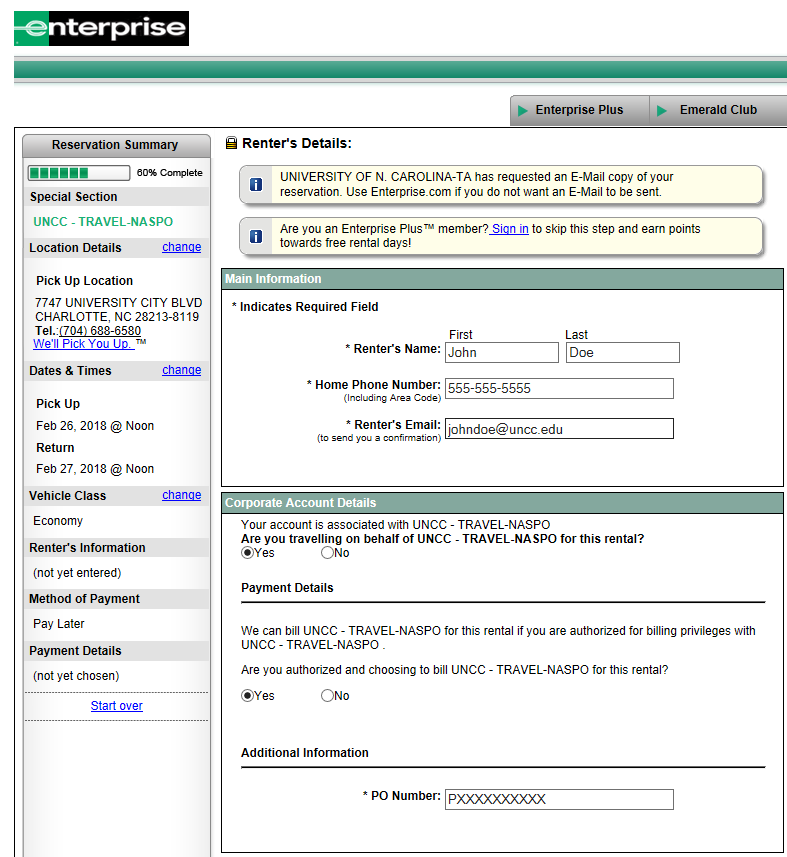 enterprise
Enterprise Plus
Emerald Club
Reservation Summary
60% Complete
Special Section
UNCC - TRAVEL-NASPO
Location Details change
Pick Up Location
7747 UNIVERSITY CITY BLVD
CHARLOTTE, NC 28213-8119
Tel.:(704) 688-6580
We'll Pick You Up. ™
Dates & Times change
Pick Up
Feb 26, 2018 @ Noon
Return
Feb 27, 2018 @ Noon
Vehicle Class change
Economy
Renter's Information
(not yet entered)
Method of Payment
Pay Later
Payment Details
(not yet chosen)
Start over
Renter's Details:
UNIVERSITY OF N. CAROLINA-TA has requested an E-Mail copy of your
reservation. Use Enterprise.com if you do not want an E-Mail to be sent.
Are you an Enterprise Plus™ member? Sign in to skip this step and earn points
towards free rental days!
Main Information
* Indicates Required Field
First Last
* Renter's Name: John Doe
* Home Phone Number: 555-555-5555
(Including Area Code)
* Renter's Email: johndoe@uncc.edu
(to send you a confirmation)
Corporate Account Details
Your account is associated with UNCC - TRAVEL-NASPO
Are you travelling on behalf of UNCC - TRAVEL-NASPO for this rental?
Yes No
Payment Details
We can bill UNCC - TRAVEL-NASPO for this rental if you are authorized for billing privileges with
UNCC - TRAVEL-NASPO .
Are you authorized and choosing to bill UNCC - TRAVEL-NASPO for this rental?
Yes No
Additional Information
* PO Number: PXXXXXXXXXX